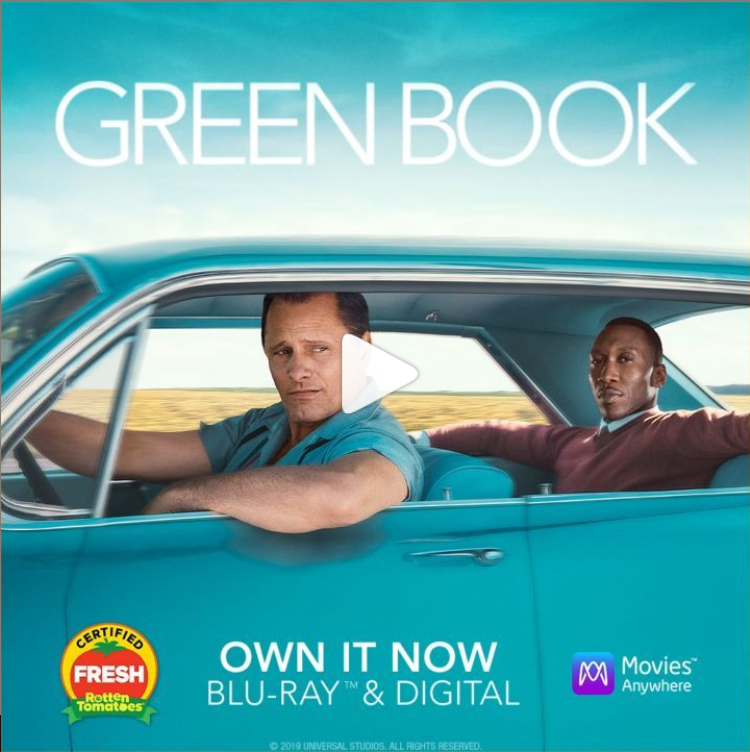 GREEN BOOK
CERTIFIED
FRESH
Rotten
Tomatoes®
OWN IT NOW
BLU-RAY™ & DIGITAL
Movies™
Anywhere
© 2019 UNIVERSAL STUDIOS. ALL RIGHTS RESERVED.